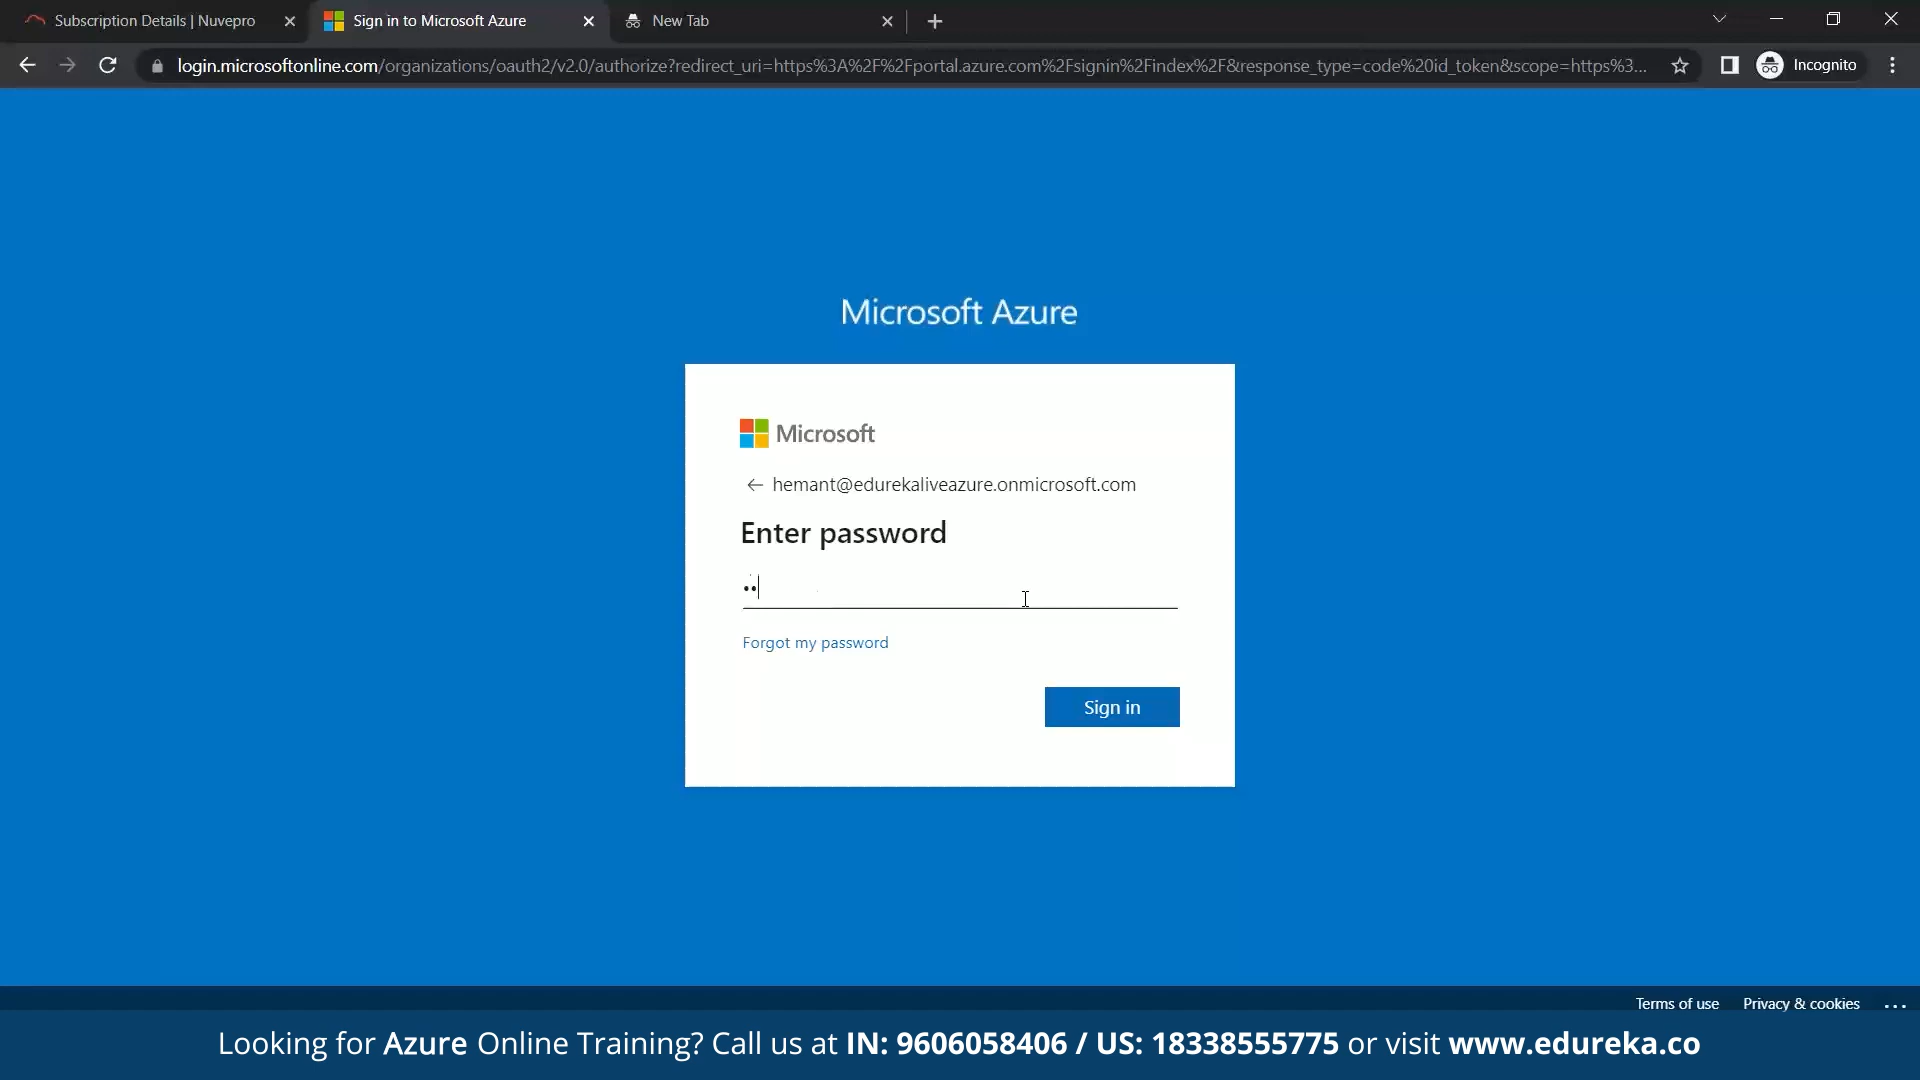 Subscription Details | Nuvepro
Sign in to Microsoft Azure
New Tab
login.microsoftonline.com/organizations/oauth2/v2.0/authorize?redirect_uri=https%3A%2F%2Fportal.azure.com%2Fsignin%2Findex%2F&response_type=code%20id_token&scope=https%3...
Incognito
Microsoft Azure
Microsoft
hemant@edurekaliveazure.onmicrosoft.com
Enter password
Forgot my password
Sign in
Terms of use Privacy & cookies ...
Looking for Azure Online Training? Call us at IN: 9606058406 / US: 18338555775 or visit www.edureka.co